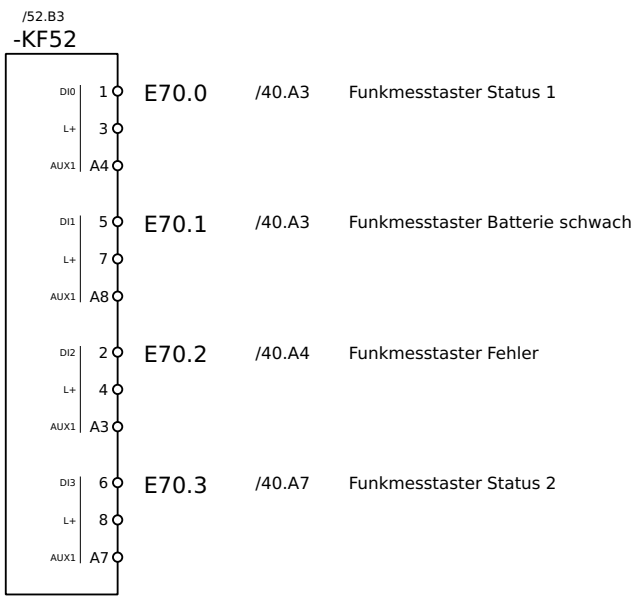 /52.B3
-KF52
DI0 1 E70.0 /40.A3 Funkmesstaster Status 1
L+ 3
AUX1 A4
DI1 5 E70.1 /40.A3 Funkmesstaster Batterie schwach
L+ 7
AUX1 A8
DI2 2 E70.2 /40.A4 Funkmesstaster Fehler
L+ 4
AUX1 A3
DI3 6 E70.3 /40.A7 Funkmesstaster Status 2
L+ 8
AUX1 A7